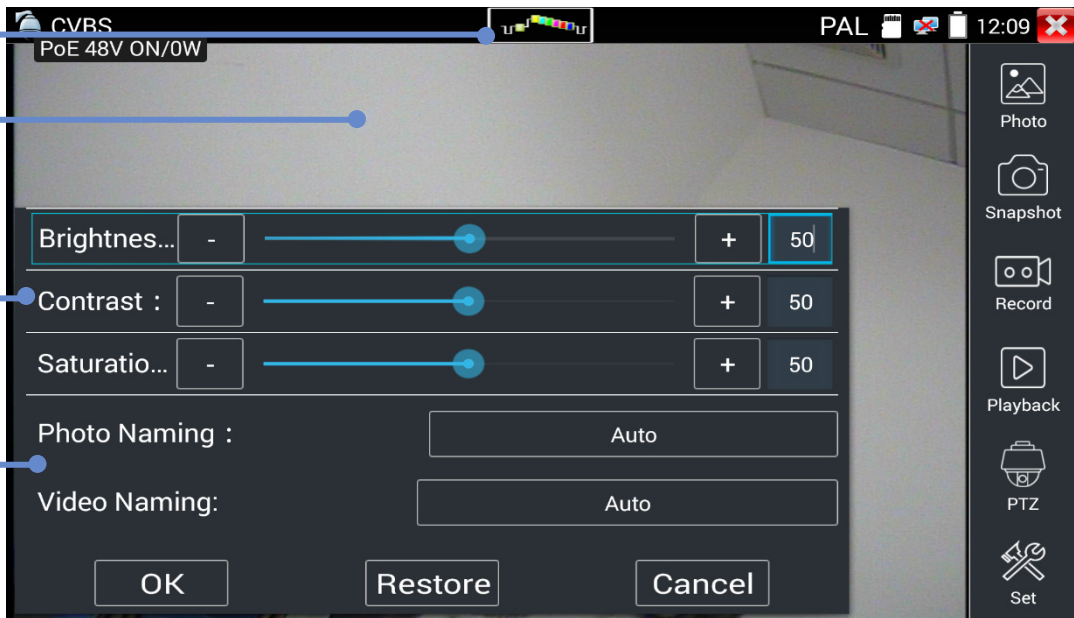 CVBS PAL 12:09
PoE 48V ON/0W
Photo
Snapshot
Brightnes... - + 50
Contrast : - + 50
Record
Saturatio... - + 50
Playback
Photo Naming : Auto
Video Naming: Auto
PTZ
OK Restore Cancel
Set